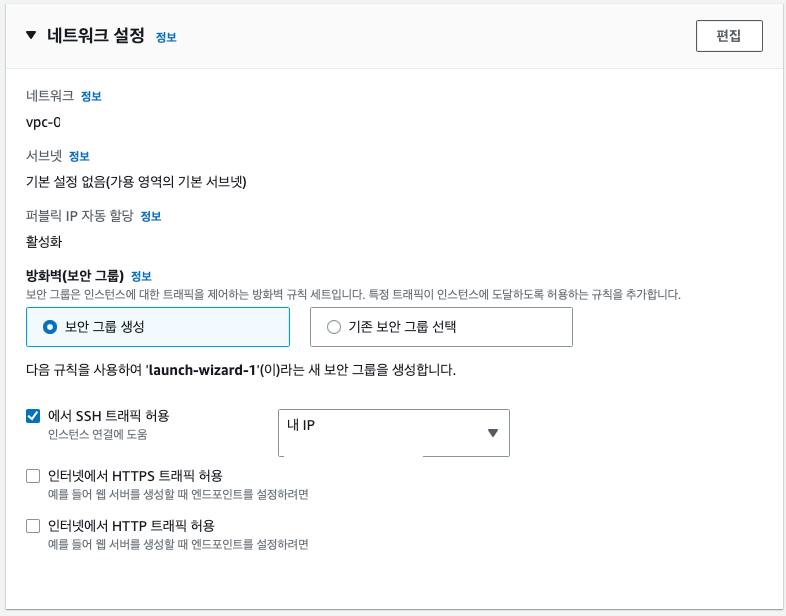 ▼ 네트워크 설정 정보
편집
네트워크 정보
vpc-0
서브넷 정보
기본 설정 없음(가용 영역의 기본 서브넷)
퍼블릭 IP 자동 할당 정보
활성화
방화벽(보안 그룹) 정보
보안 그룹은 인스턴스에 대한 트래픽을 제어하는 방화벽 규칙 세트입니다. 특정 트래픽이 인스턴스에 도달하도록 허용하는 규칙을 추가합니다.
보안 그룹 생성
기존 보안 그룹 선택
다음 규칙을 사용하여 'launch-wizard-1'(이)라는 새 보안 그룹을 생성합니다.
에서 SSH 트래픽 허용
인스턴스 연결에 도움
내 IP
인터넷에서 HTTPS 트래픽 허용
예를 들어 웹 서버를 생성할 때 엔드포인트를 설정하려면
인터넷에서 HTTP 트래픽 허용
예를 들어 웹 서버를 생성할 때 엔드포인트를 설정하려면